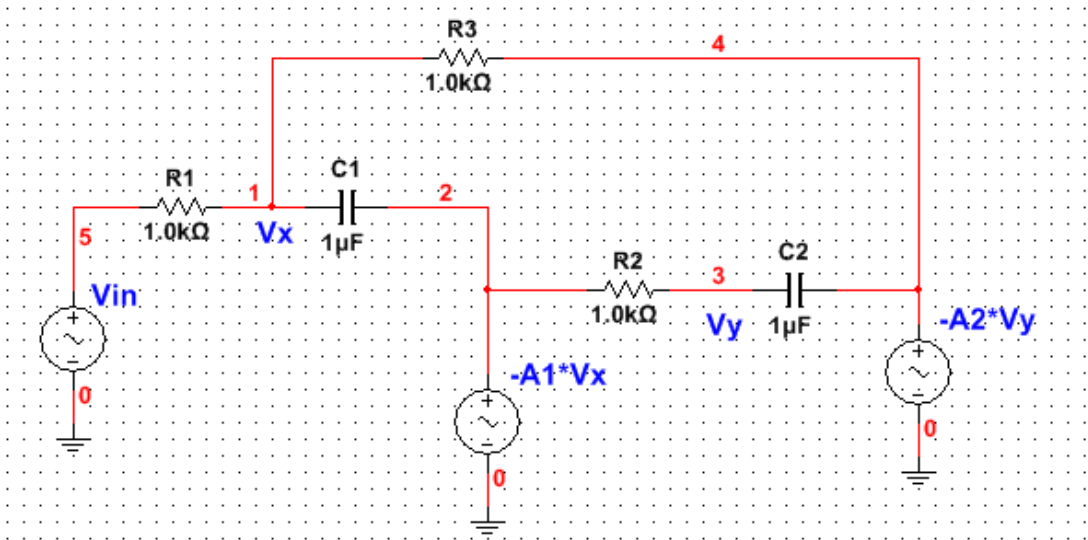 R3
4
1.0kΩ
C1
R1
1
2
1.0kΩ
Vx
1µF
5
C2
R2
3
Vin
1.0kΩ
Vy
1µF
-A2*Vy
-A1*Vx
0
0
0